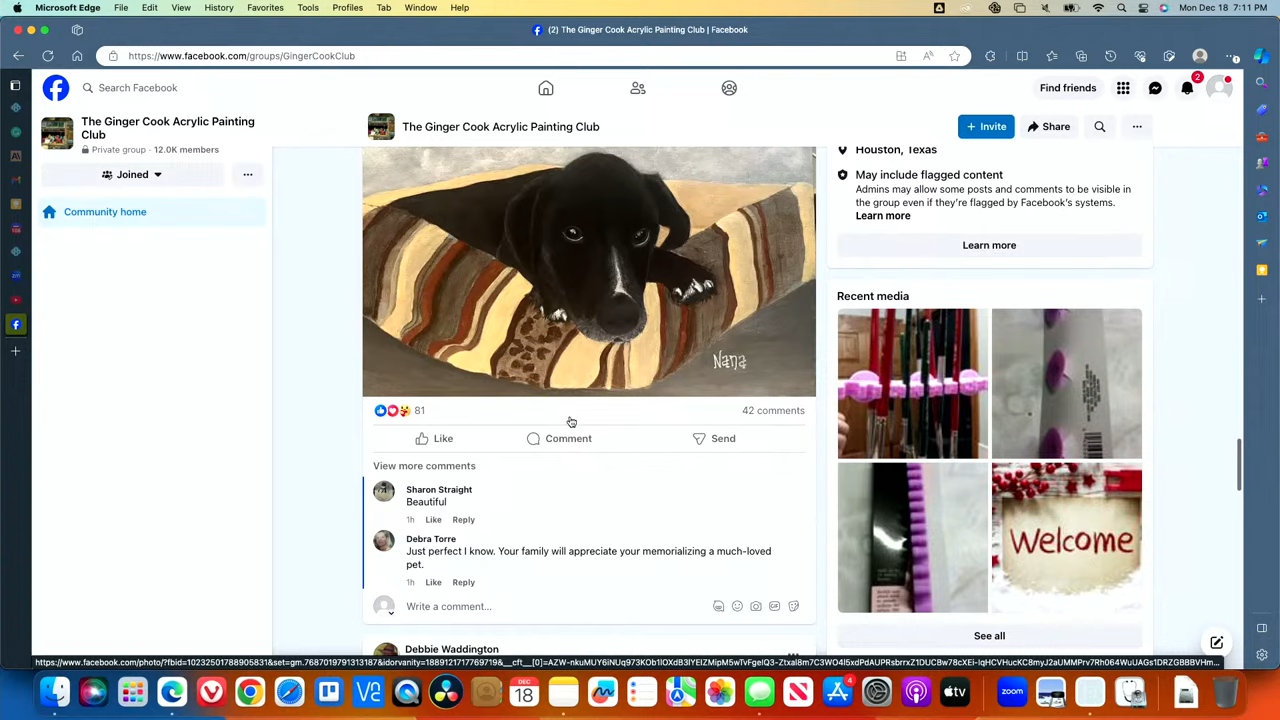 Microsoft Edge File Edit View History Favorites Tools Profiles Tab Window Help Mon Dec 18 7:11 PM
(2) The Ginger Cook Acrylic Painting Club | Facebook
https://www.facebook.com/groups/GingerCookClub
Search Facebook
Find friends
2
The Ginger Cook Acrylic Painting Club
Private group · 12.0K members
Joined
Community home
The Ginger Cook Acrylic Painting Club
+ Invite
Share
Nana
81
42 comments
Like
Comment
Send
View more comments
Sharon Straight
Beautiful
1h Like Reply
Debra Torre
Just perfect I know. Your family will appreciate your memorializing a much-loved
pet.
1h Like Reply
Write a comment...
Debbie Waddington
Houston, Texas
May include flagged content
Admins may allow some posts and comments to be visible in
the group even if they're flagged by Facebook's systems.
Learn more
Learn more
Recent media
Welcome
See all
DEC
18
4
zoom
tv